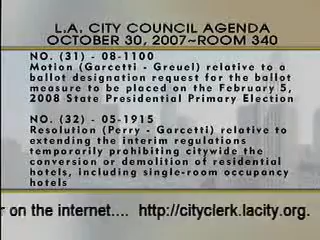 L.A. CITY COUNCIL AGENDA
OCTOBER 30, 2007~ROOM 340
NO. (31) - 08-1100
Motion (Garcetti - Greuel) relative to a
ballot designation request for the ballot
measure to be placed on the February 5,
2008 State Presidential Primary Election
NO. (32) - 05-1915
Resolution (Perry - Garcetti) relative to
extending the interim regulations
temporarily prohibiting citywide the
conversion or demolition of residential
hotels, including single-room occupancy
hotels
r on the internet.... http://cityclerk.lacity.org.